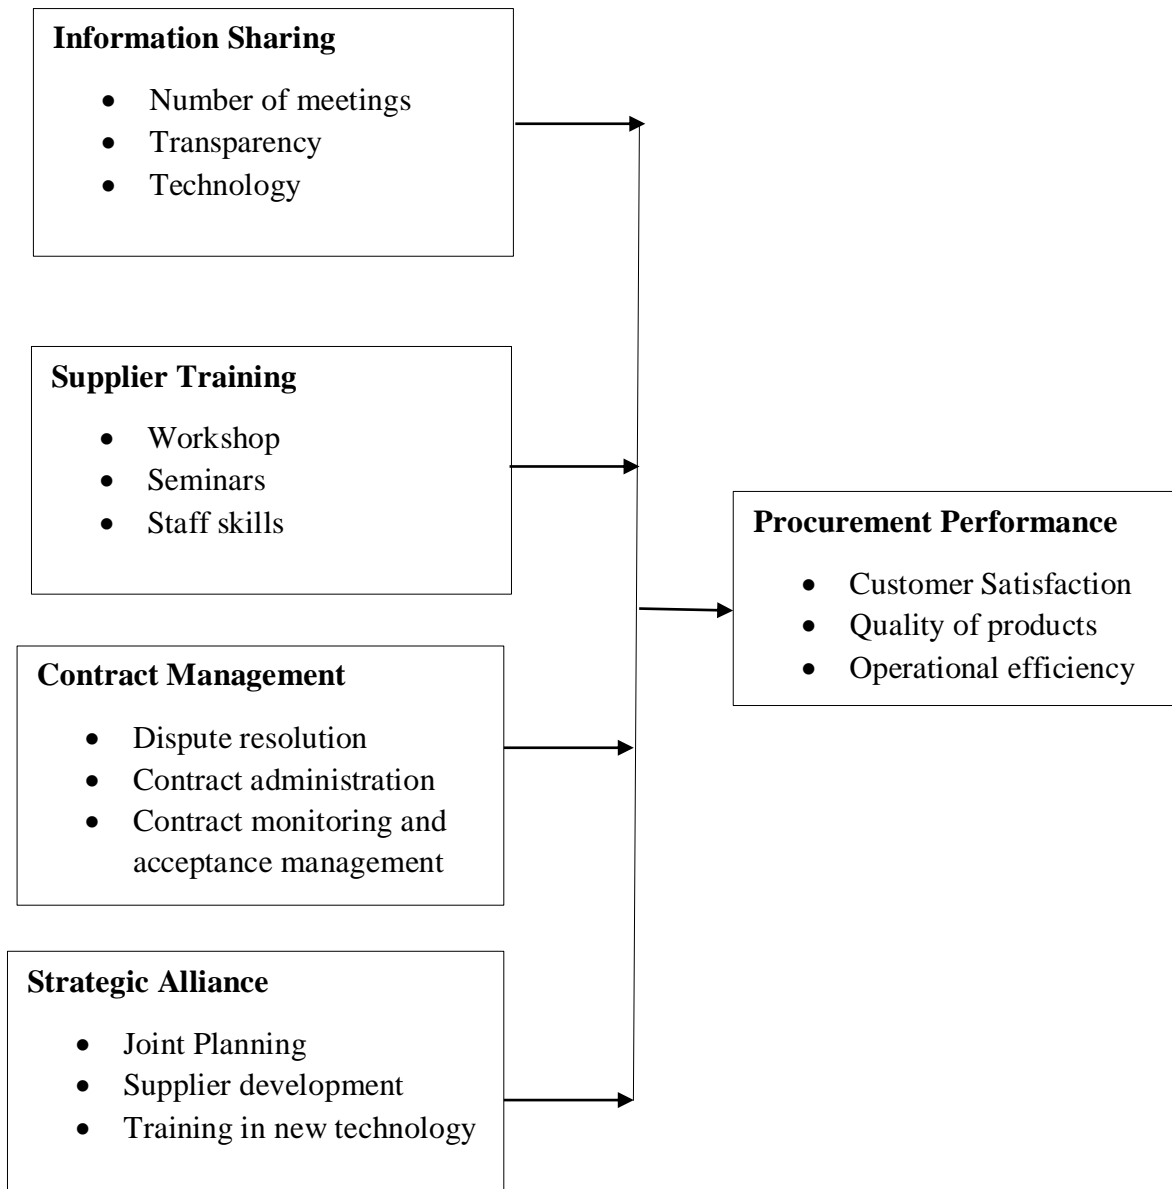 Information Sharing
• Number of meetings
• Transparency
• Technology
Supplier Training
• Workshop
• Seminars
• Staff skills
Procurement Performance
• Customer Satisfaction
• Quality of products
• Operational efficiency
Contract Management
• Dispute resolution
• Contract administration
• Contract monitoring and
acceptance management
Strategic Alliance
• Joint Planning
• Supplier development
• Training in new technology